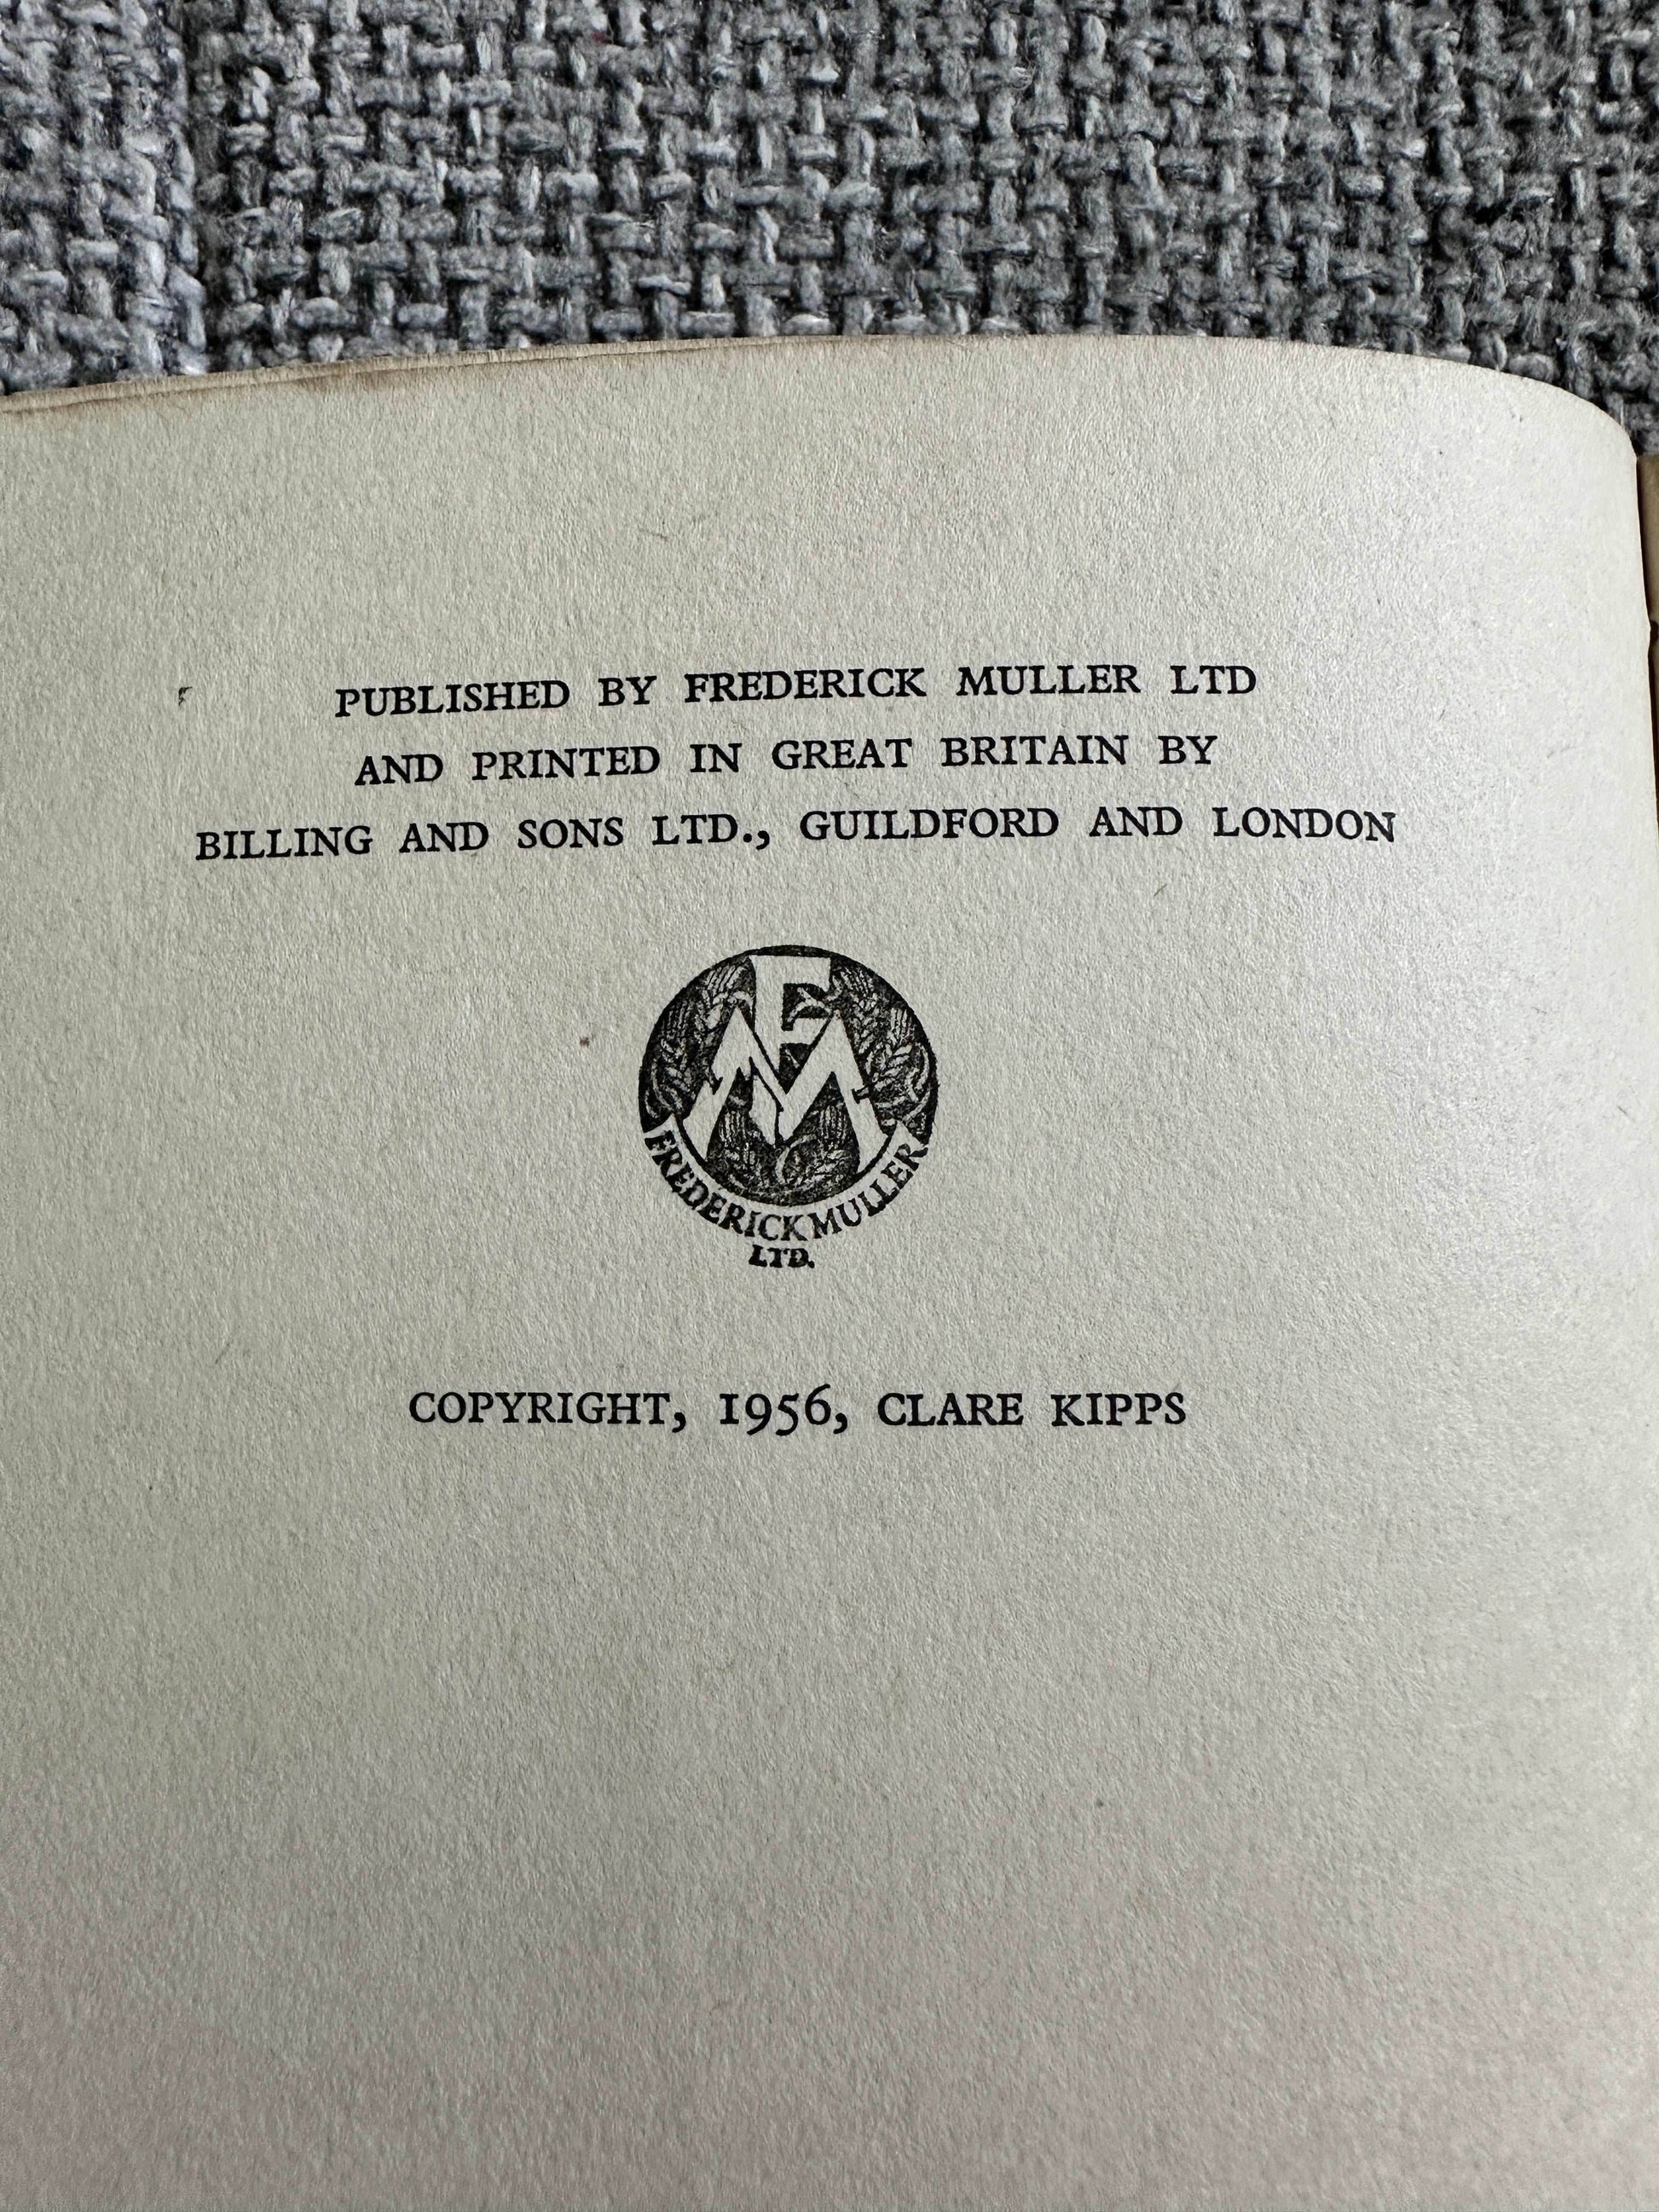 PUBLISHED BY FREDERICK MULLER LTD
AND PRINTED IN GREAT BRITAIN BY
BILLING AND SONS LTD., GUILDFORD AND LONDON
FM
FREDERICK MULLER
LTD.
COPYRIGHT, 1956, CLARE KIPPS